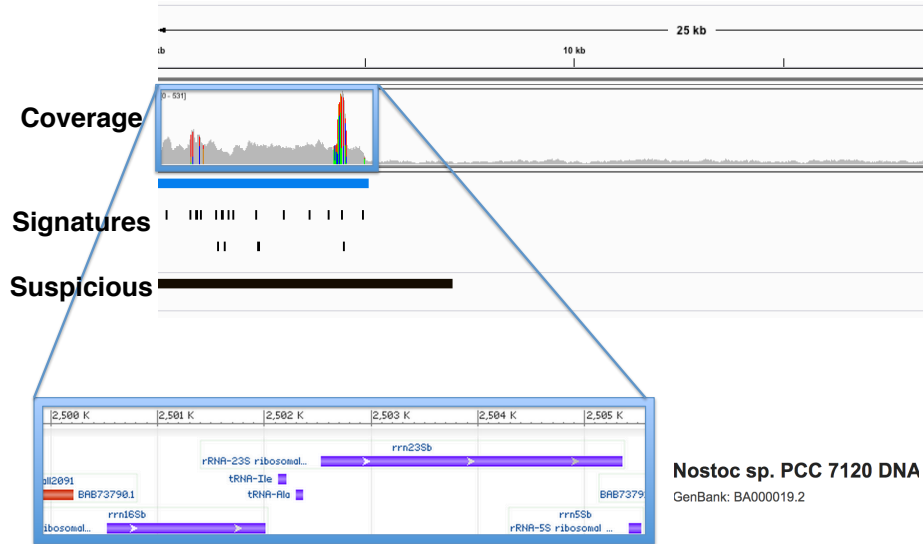 25 kb
kb
10 kb
0 - 531]
Coverage
Signatures
Suspicious
2,500 K 2,501 K 2,502 K 2,503 K 2,504 K 2,505 K
rrn23Sb
rRNA-23S ribosomal...
all2091
tRNA-Ile
BAB73790.1
tRNA-Ala
BAB7379
rrn16Sb
rrn5Sb
ibosomal...
rRNA-5S ribosomal ...
Nostoc sp. PCC 7120 DNA
GenBank: BA000019.2